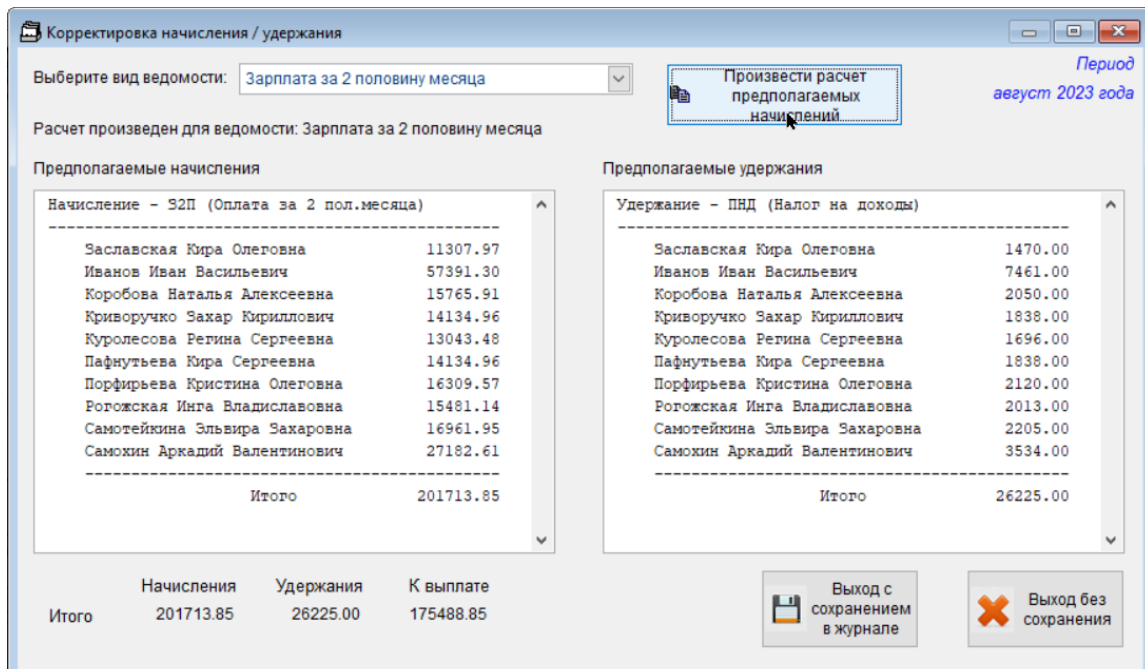 Корректировка начисления / удержания
Выберите вид ведомости: Зарплата за 2 половину месяца
Произвести расчет
предполагаемых
начислений
Период
август 2023 года
Расчет произведен для ведомости: Зарплата за 2 половину месяца
Предполагаемые начисления
Начисление - 92П (Оплата за 2 пол.месяца)
--------------------------------------------------
Заславская Кира Олеговна 11307.97
Иванов Иван Васильевич 57391.30
Коробова Наталья Алексеевна 15765.91
Криворучко Захар Кириллович 14134.96
Куролесова Регина Сергеевна 13043.48
Пафнутьева Кира Сергеевна 14134.96
Порфирьева Кристина Олеговна 16309.57
Рогожская Инга Владиславовна 15481.14
Самотейкина Эльвира Захаровна 16961.95
Самохин Аркадий Валентинович 27182.61
----------------------------------------------
Итого 201713.85
Предполагаемые удержания
Удержание - ПНД (Налог на доходы)
--------------------------------------------------
Заславская Кира Олеговна 1470.00
Иванов Иван Васильевич 7461.00
Коробова Наталья Алексеевна 2050.00
Криворучко Захар Кириллович 1838.00
Куролесова Регина Сергеевна 1696.00
Пафнутьева Кира Сергеевна 1838.00
Порфирьева Кристина Олеговна 2120.00
Рогожская Инга Владиславовна 2013.00
Самотейкина Эльвира Захаровна 2205.00
Самохин Аркадий Валентинович 3534.00
----------------------------------------------
Итого 26225.00
Начисления Удержания К выплате
Итого 201713.85 26225.00 175488.85
Выход с
сохранением
в журнале
Выход без
сохранения